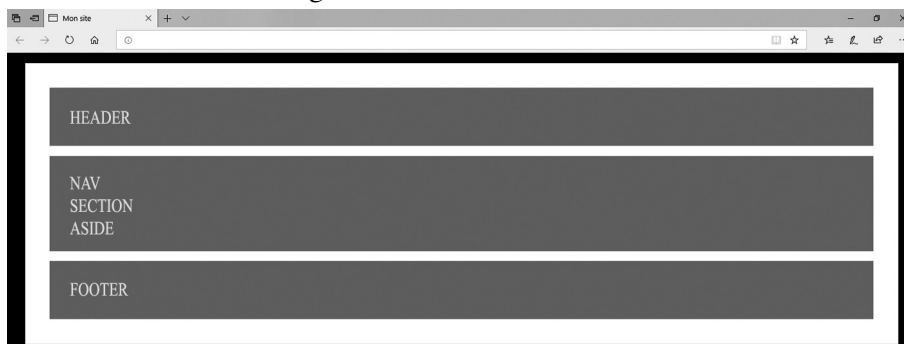 Mon site
HEADER
NAV
SECTION
ASIDE
FOOTER